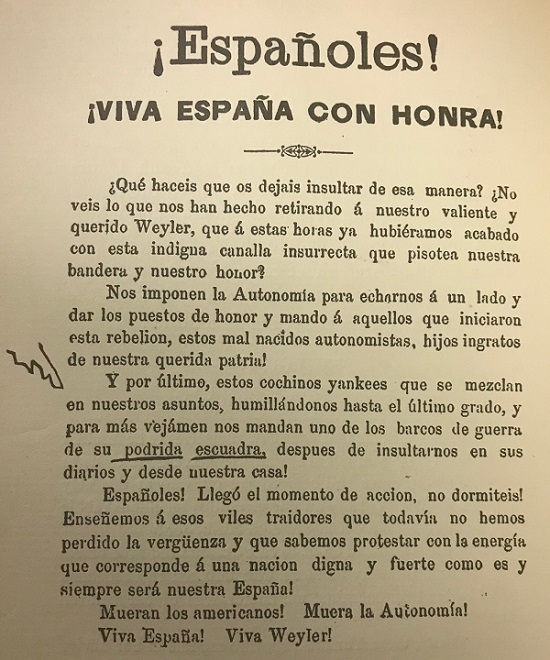 ¡Españoles!
¡VIVA ESPAÑA CON HONRA!
¿Qué haceis que os dejais insultar de esa manera? ¿No
veis lo que nos han hecho retirando á nuestro valiente y
querido Weyler, que á estas horas ya hubiéramos acabado
con esta indigna canalla insurrecta que pisotea nuestra
bandera y nuestro honor?
Nos imponen la Autonomía para echarnos á un lado y
dar los puestos de honor y mando á aquellos que iniciaron
esta rebelion, estos mal nacidos autonomistas, hijos ingratos
de nuestra querida patria!
Y por último, estos cochinos yankees que se mezclan
en nuestros asuntos, humillándonos hasta el último grado, y
para más vejámen nos mandan uno de los barcos de guerra
de su podrida escuadra, despues de insultarnos en sus
diarios y desde nuestra casa!
Españoles! Llegó el momento de accion, no dormiteis!
Enseñemos á esos viles traidores que todavía no hemos
perdido la vergüenza y que sabemos protestar con la energía
que corresponde á una nacion digna y fuerte como es y
siempre será nuestra España!
Mueran los americanos! Muera la Autonomía!
Viva España! Viva Weyler!